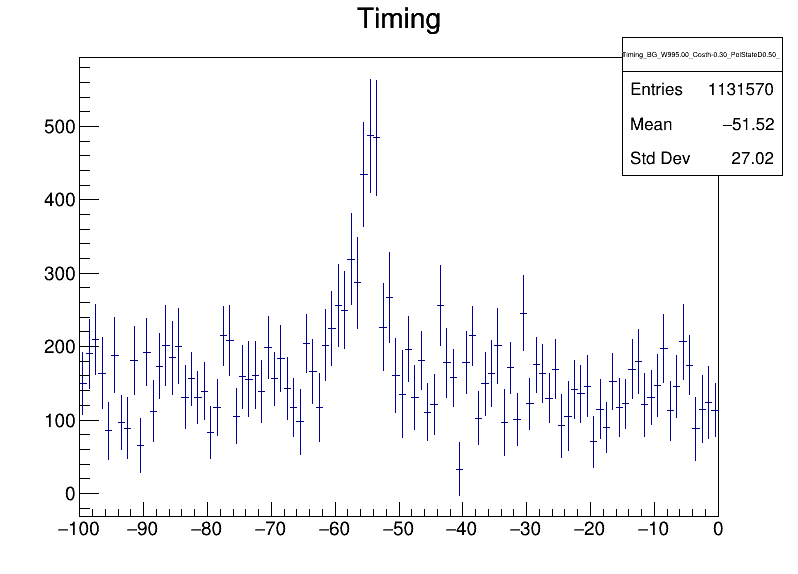 Timing
Timing_BG_W995.00_Costh-0.30_PolStateD0.50_
Entries 1131570
Mean −51.52
Std Dev 27.02
500
400
300
200
100
0
−100 −90 −80 −70 −60 −50 −40 −30 −20 −10 0